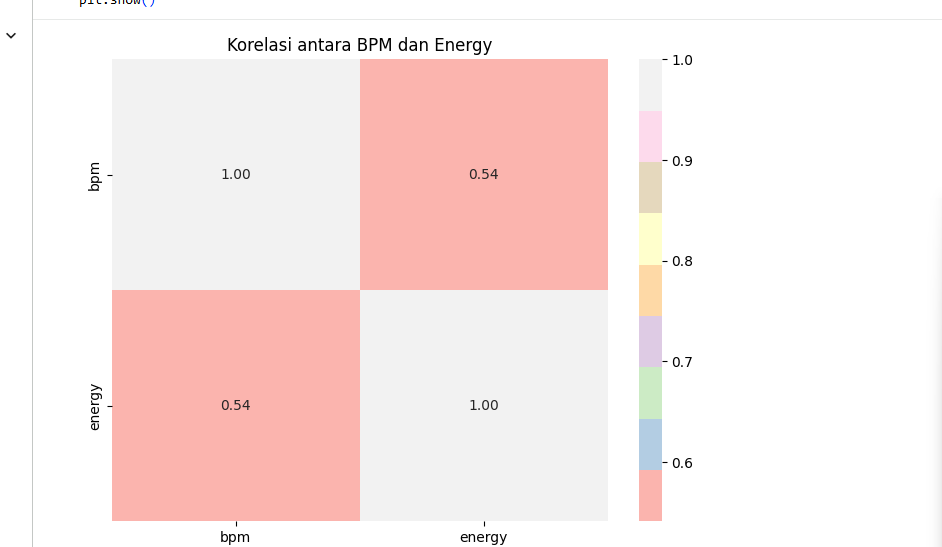 plt.show()
Korelasi antara BPM dan Energy
1.0
0.9
0.8
0.7
0.6
bpm
1.00
0.54
energy
0.54
1.00
bpm
energy